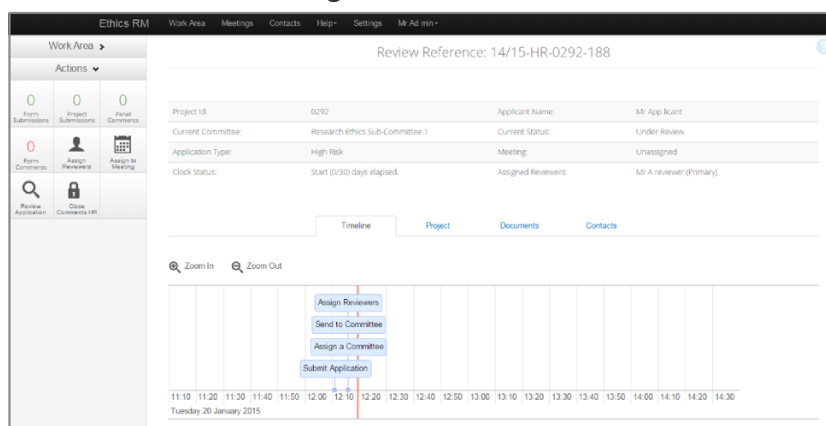 Ethics RM Work Area Meetings Contacts Help Settings Mr Ad min
Work Area
Actions
Review Reference: 14/15-HR-0292-188
?
0 0 0
Form Submissions Project Submissions Panel Comments
0
Form Comments Assign Reviewers Assign to Meeting
Review Application Close Comments HR
Project Id: 0292 Applicant Name: Mr App licant
Current Committee: Research Ethics Sub-Committee 1 Current Status: Under Review
Application Type: High Risk Meeting: Unassigned
Clock Status: Start (0/30) days elapsed. Assigned Reviewers: Mr A reviewer (Primary)
Timeline Project Documents Contacts
Zoom In Zoom Out
Assign Reviewers
Send to Committee
Assign a Committee
Submit Application
11:10 11:20 11:30 11:40 11:50 12:00 12:10 12:20 12:30 12:40 12:50 13:00 13:10 13:20 13:30 13:40 13:50 14:00 14:10 14:20 14:30
Tuesday 20 January 2015